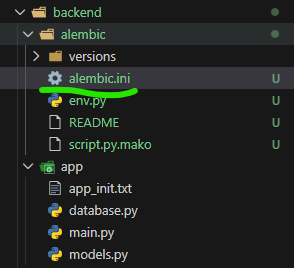 backend
alembic
versions
alembic.ini U
env.py U
README U
script.py.mako U
app
app_init.txt
database.py
main.py
models.py